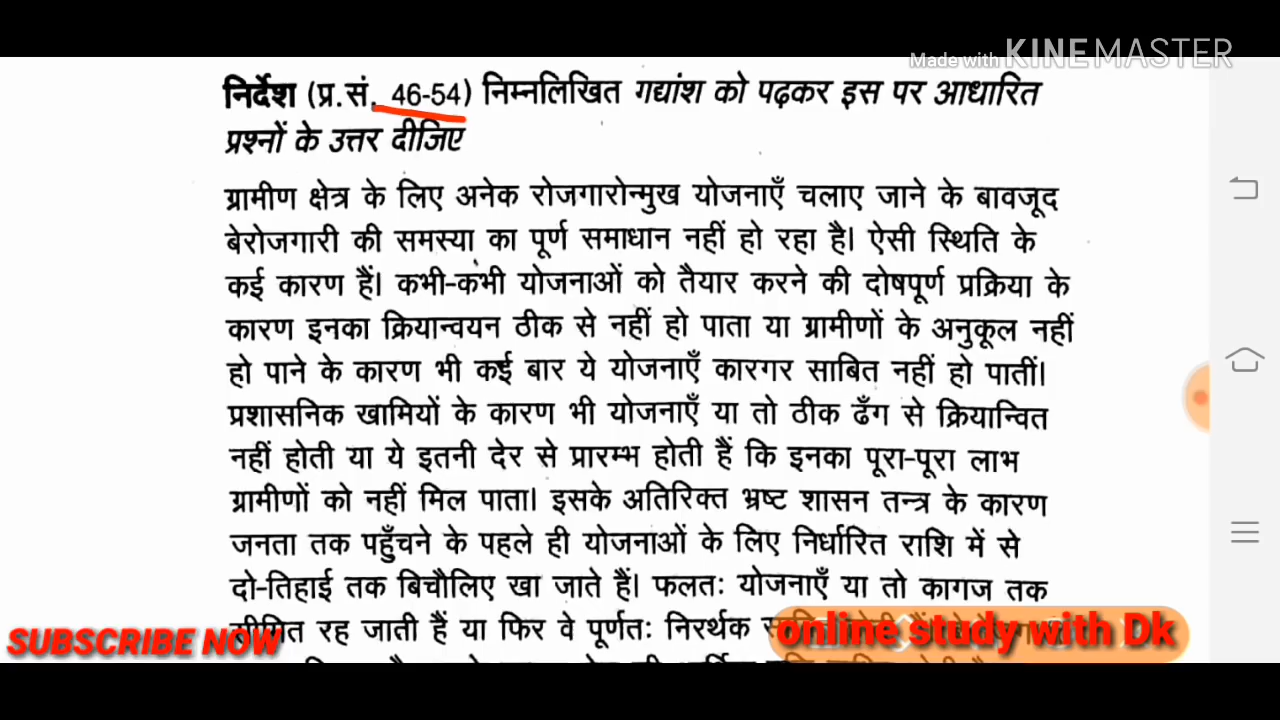 Made with KINEMASTER
निर्देश (प्र.सं. 46-54) निम्नलिखित गद्यांश को पढ़कर इस पर आधारित
प्रश्नों के उत्तर दीजिए
ग्रामीण क्षेत्र के लिए अनेक रोजगारोन्मुख योजनाएँ चलाए जाने के बावजूद
बेरोजगारी की समस्या का पूर्ण समाधान नहीं हो रहा है। ऐसी स्थिति के
कई कारण हैं। कभी-कभी योजनाओं को तैयार करने की दोषपूर्ण प्रक्रिया के
कारण इनका क्रियान्वयन ठीक से नहीं हो पाता या ग्रामीणों के अनुकूल नहीं
हो पाने के कारण भी कई बार ये योजनाएँ कारगर साबित नहीं हो पातीं।
प्रशासनिक खामियों के कारण भी योजनाएँ या तो ठीक ढँग से क्रियान्वित
नहीं होती या ये इतनी देर से प्रारम्भ होती हैं कि इनका पूरा-पूरा लाभ
ग्रामीणों को नहीं मिल पाता। इसके अतिरिक्त भ्रष्ट शासन तन्त्र के कारण
जनता तक पहुँचने के पहले ही योजनाओं के लिए निर्धारित राशि में से
दो-तिहाई तक बिचौलिए खा जाते हैं। फलतः योजनाएँ या तो कागज तक
सीमित रह जाती हैं या फिर वे पूर्णतः निरर्थक
SUBSCRIBE NOW
online study with Dk